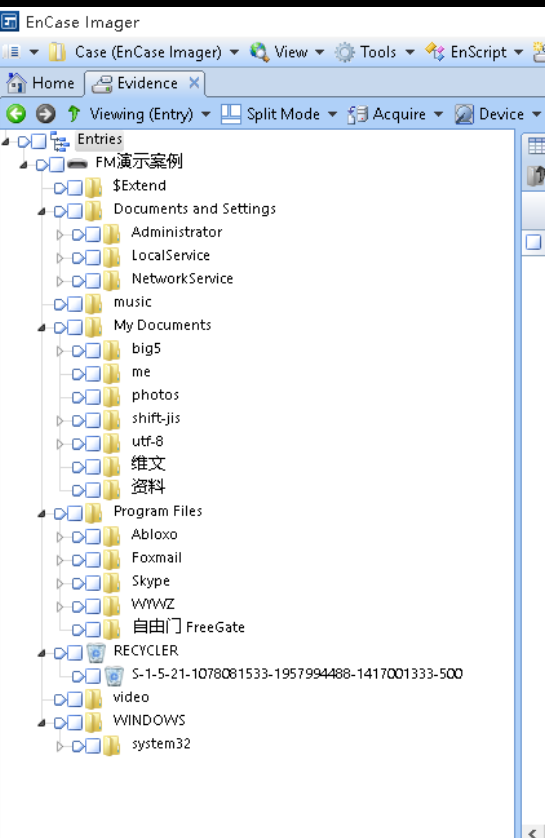 EnCase Imager
Case (EnCase Imager) View Tools EnScript
Home Evidence
Viewing (Entry) Split Mode Acquire Device
Entries
FM演示案例
$Extend
Documents and Settings
Administrator
LocalService
NetworkService
music
My Documents
big5
me
photos
shift-jis
utf-8
维文
资料
Program Files
Abloxo
Foxmail
Skype
WYWZ
自由门 FreeGate
RECYCLER
S-1-5-21-1078081533-1957994488-1417001333-500
video
WINDOWS
system32